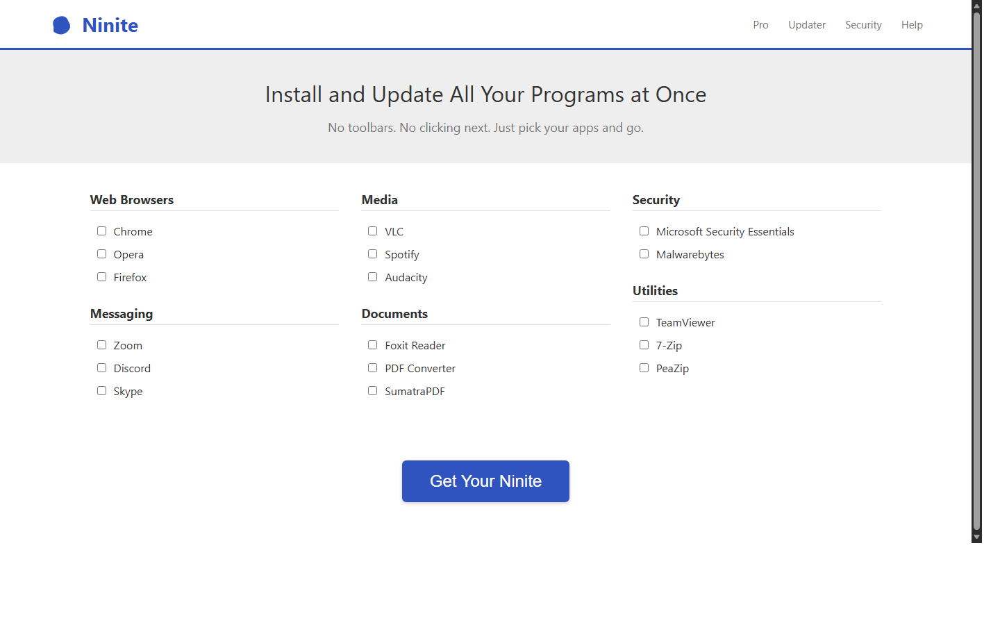 Ninite
Pro Updater Security Help
Install and Update All Your Programs at Once
No toolbars. No clicking next. Just pick your apps and go.
Web Browsers
Chrome
Opera
Firefox
Messaging
Zoom
Discord
Skype
Media
VLC
Spotify
Audacity
Documents
Foxit Reader
PDF Converter
SumatraPDF
Security
Microsoft Security Essentials
Malwarebytes
Utilities
TeamViewer
7-Zip
PeaZip
Get Your Ninite